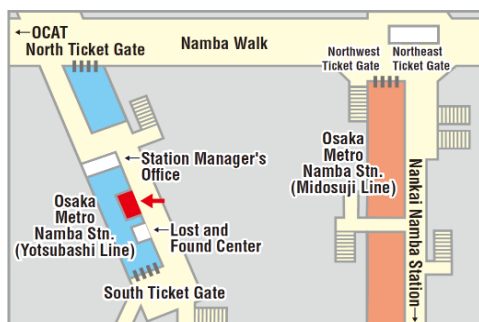 ←OCAT
North Ticket Gate
Namba Walk
Northwest
Ticket Gate
Northeast
Ticket Gate
Station Manager's
Office
Osaka
Metro
Namba Stn.
(Midosuji Line)
Osaka
Metro
Namba Stn.
(Yotsubashi Line)
Lost and
Found Center
South Ticket Gate
Nankai Namba Station→